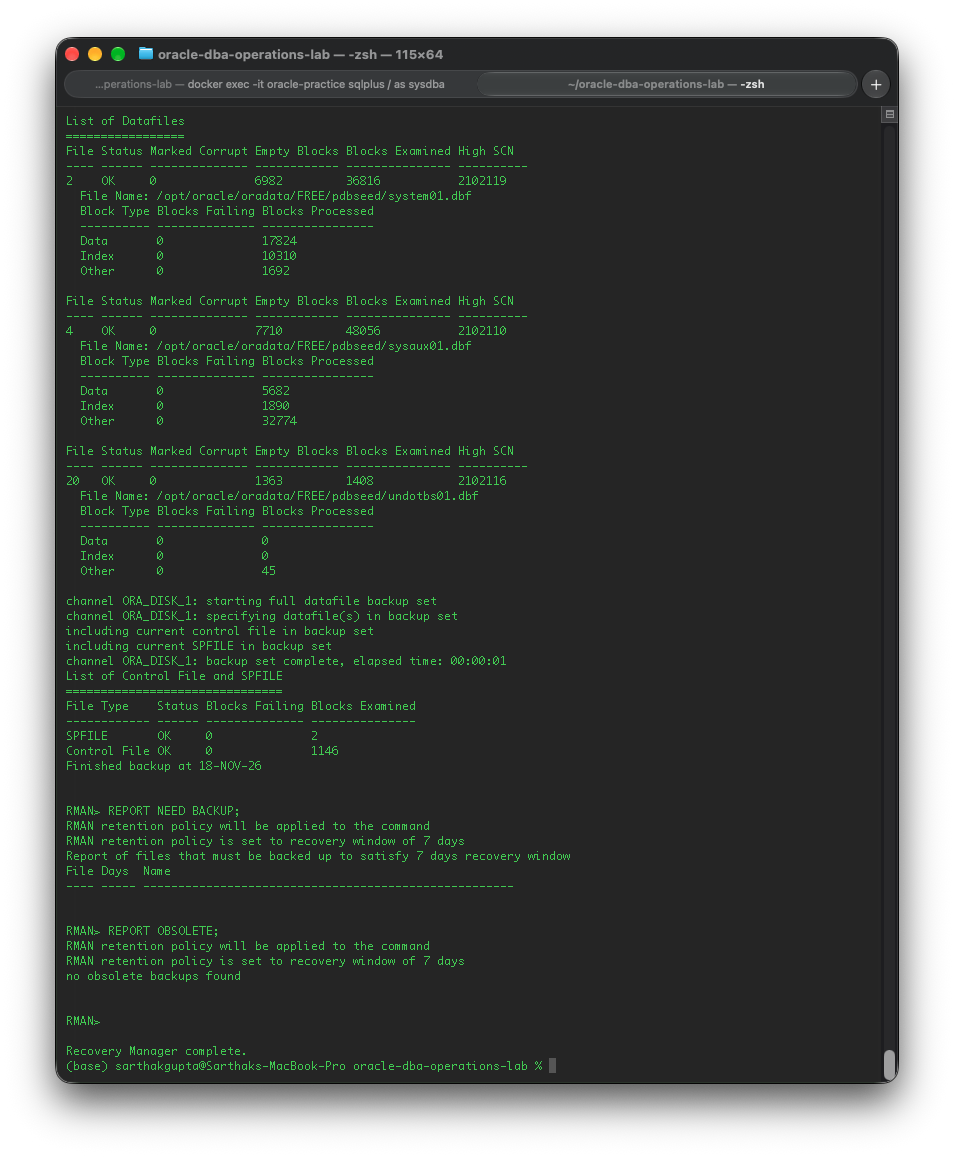 oracle-dba-operations-lab — -zsh — 115×64
...perations-lab — docker exec -it oracle-practice sqlplus / as sysdba
~/oracle-dba-operations-lab — -zsh
+
List of Datafiles
=================
File Status Marked Corrupt Empty Blocks Blocks Examined High SCN
---- ------ -------------- ------------ --------------- ----------
2    OK     0              6982         36816           2102119
  File Name: /opt/oracle/oradata/FREE/pdbseed/system01.dbf
  Block Type Blocks Failing Blocks Processed
  ---------- -------------- ----------------
  Data       0              17824
  Index      0              10310
  Other      0              1692

File Status Marked Corrupt Empty Blocks Blocks Examined High SCN
---- ------ -------------- ------------ --------------- ----------
4    OK     0              7710         48056           2102110
  File Name: /opt/oracle/oradata/FREE/pdbseed/sysaux01.dbf
  Block Type Blocks Failing Blocks Processed
  ---------- -------------- ----------------
  Data       0              5682
  Index      0              1890
  Other      0              32774

File Status Marked Corrupt Empty Blocks Blocks Examined High SCN
---- ------ -------------- ------------ --------------- ----------
20   OK     0              1363         1408            2102116
  File Name: /opt/oracle/oradata/FREE/pdbseed/undotbs01.dbf
  Block Type Blocks Failing Blocks Processed
  ---------- -------------- ----------------
  Data       0              0
  Index      0              0
  Other      0              45

channel ORA_DISK_1: starting full datafile backup set
channel ORA_DISK_1: specifying datafile(s) in backup set
including current control file in backup set
including current SPFILE in backup set
channel ORA_DISK_1: backup set complete, elapsed time: 00:00:01
List of Control File and SPFILE
===============================
File Type    Status Blocks Failing Blocks Examined
------------ ------ -------------- ---------------
SPFILE       OK     0              2
Control File OK     0              1146
Finished backup at 18-NOV-26

RMAN> REPORT NEED BACKUP;
RMAN retention policy will be applied to the command
RMAN retention policy is set to recovery window of 7 days
Report of files that must be backed up to satisfy 7 days recovery window
File Days  Name
---- ----- -----------------------------------------------------

RMAN> REPORT OBSOLETE;
RMAN retention policy will be applied to the command
RMAN retention policy is set to recovery window of 7 days
no obsolete backups found

RMAN>

Recovery Manager complete.
(base) sarthakgupta@Sarthaks-MacBook-Pro oracle-dba-operations-lab %